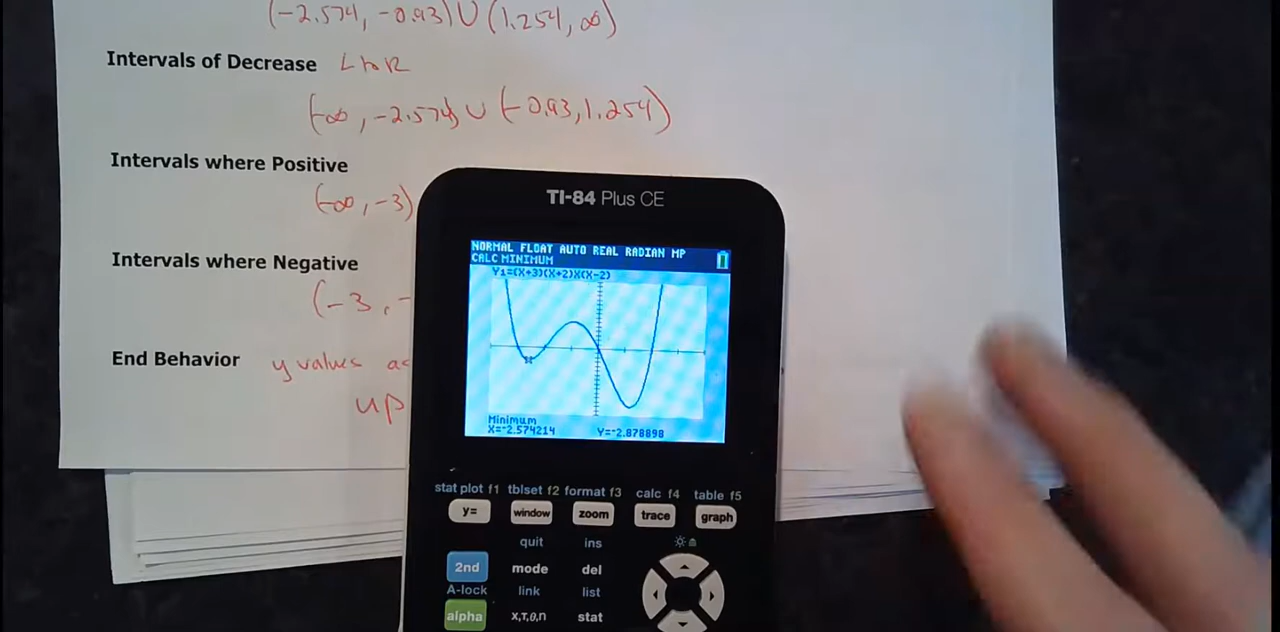 (-2.574, -0.93) ∪ (1.254, ∞)
Intervals of Decrease L to R
(-∞, -2.574) ∪ (-0.93, 1.254)
Intervals where Positive
(-∞, -3)
Intervals where Negative
(-3, -
End Behavior y values as
up
TI-84 Plus CE
NORMAL FLOAT AUTO REAL RADIAN MP
CALC MINIMUM
Y1=(X+3)(X+2)X(X-2)
Minimum
X=-2.574214 Y=-2.878898
stat plot f1 tblset f2 format f3 calc f4 table f5
y= window zoom trace graph
quit ins
2nd mode del
A-lock link list
alpha X,T,θ,n stat